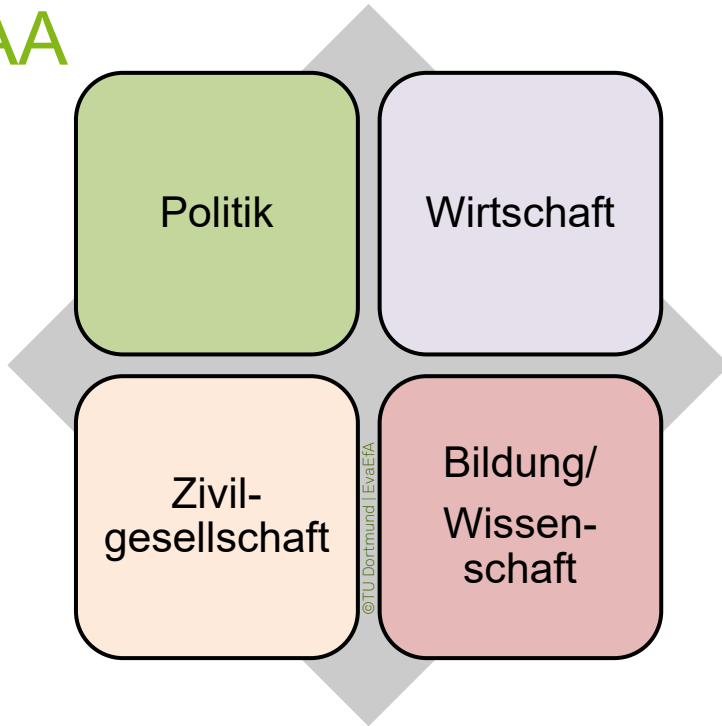 AA
Politik
Wirtschaft
Zivil-
gesellschaft
©TU Dortmund | EvaEfA
Bildung/
Wissen-
schaft